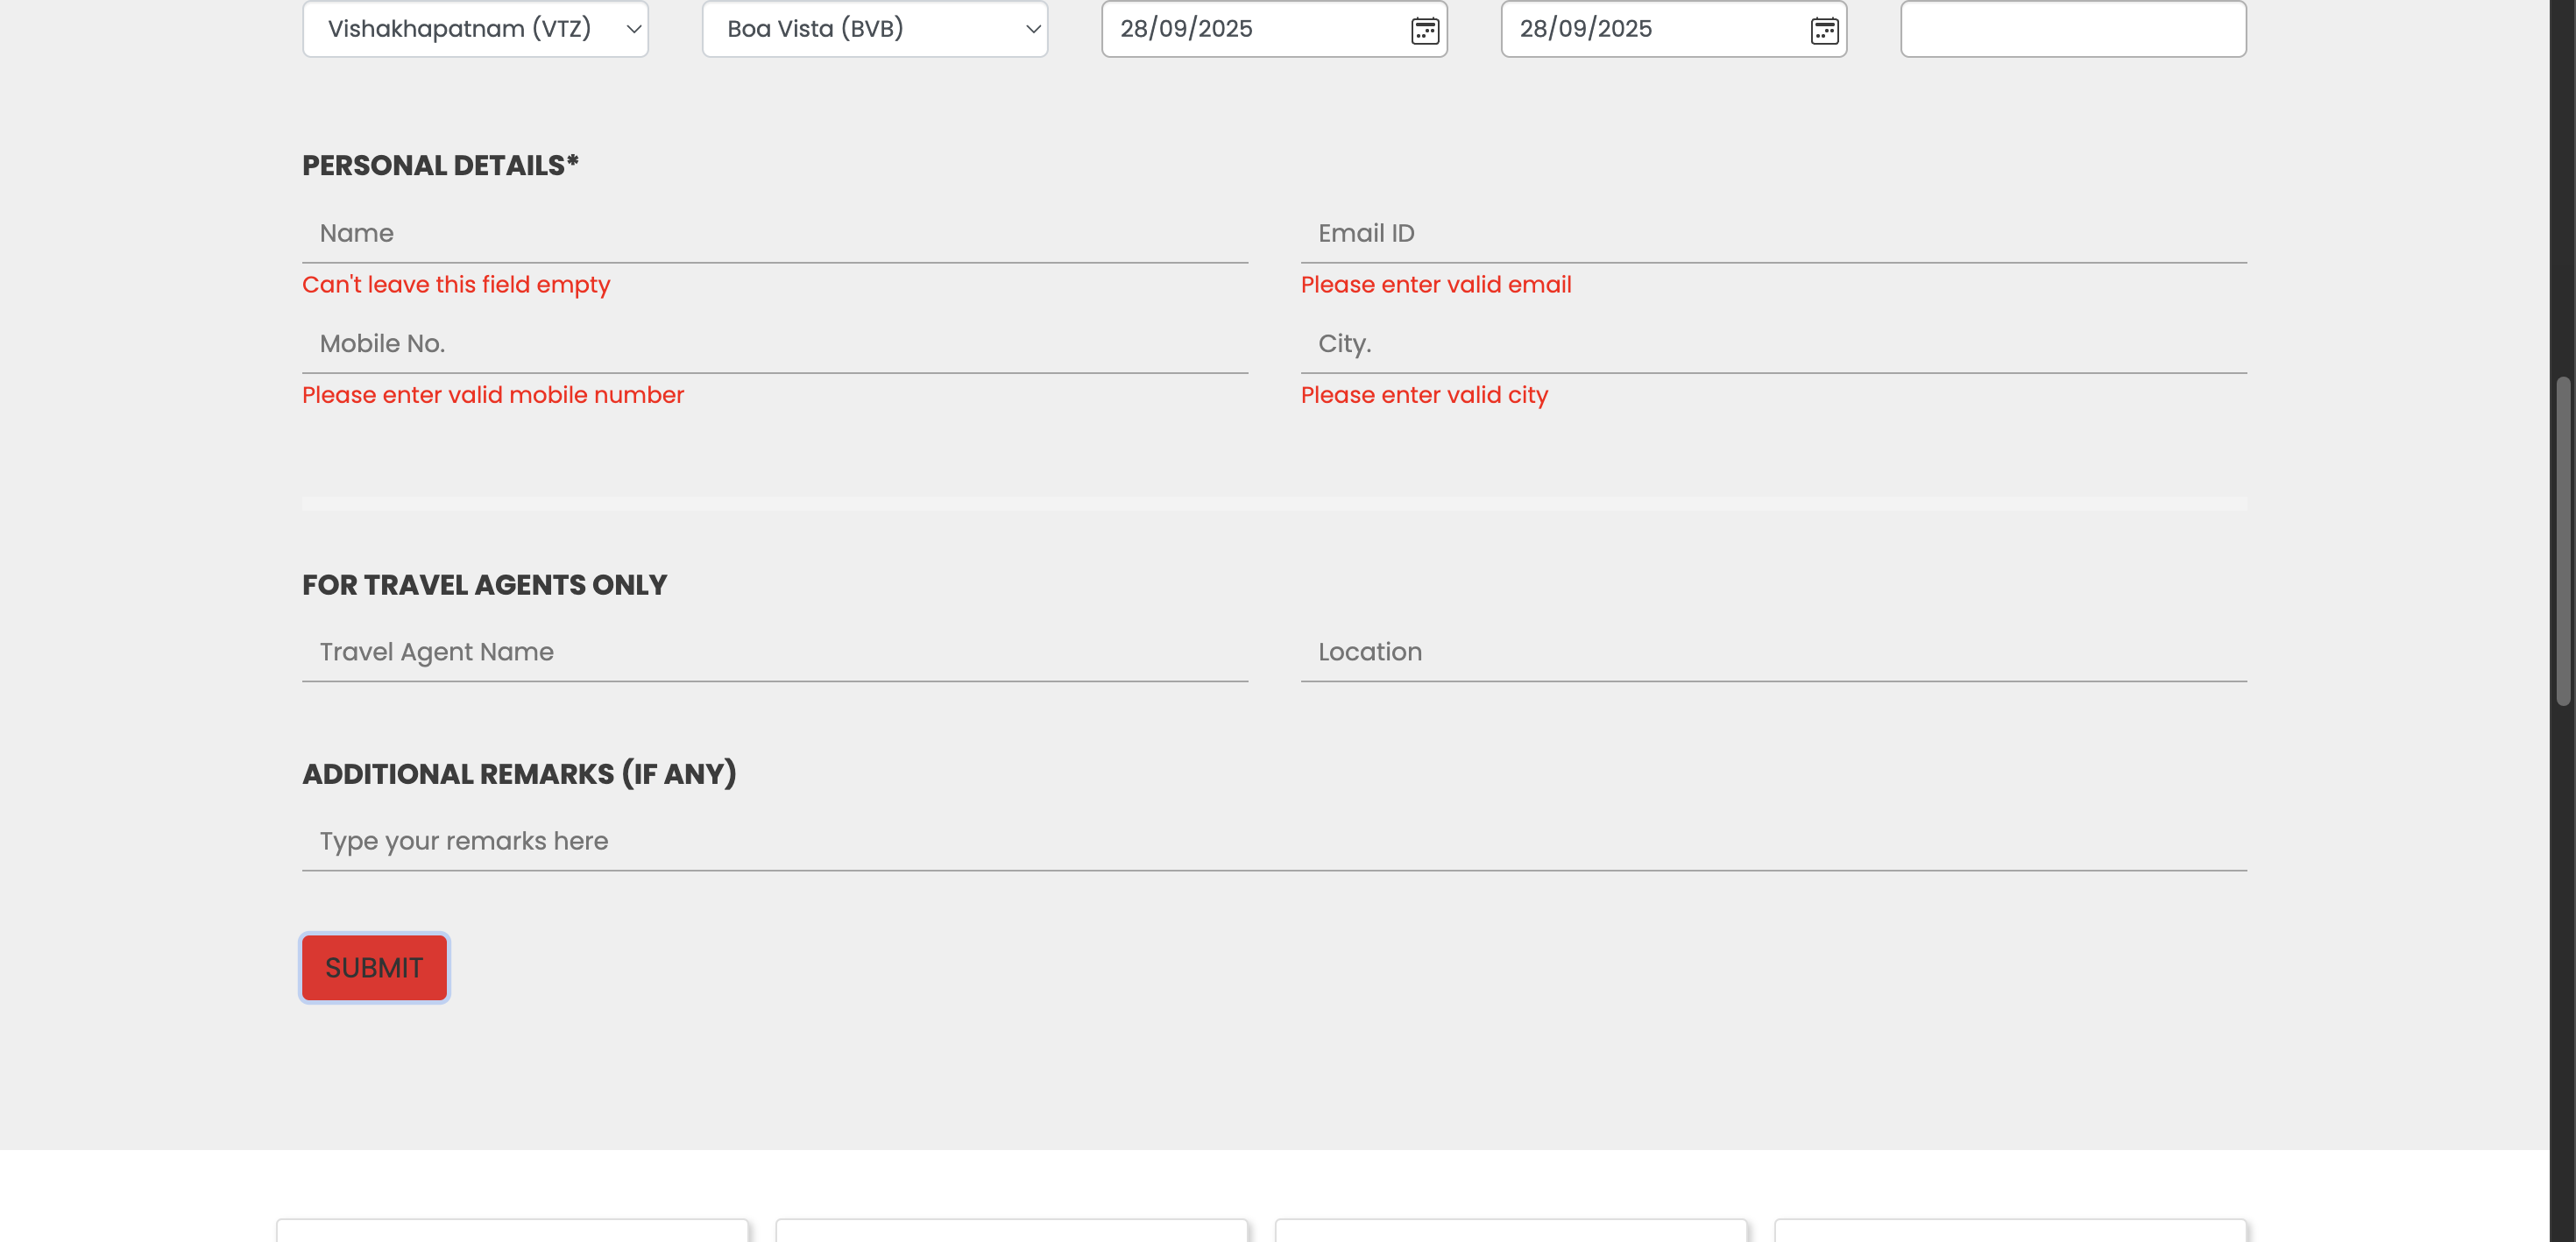 Vishakhapatnam (VTZ) Boa Vista (BVB) 28/09/2025 28/09/2025
PERSONAL DETAILS*
Name Email ID
Can't leave this field empty Please enter valid email
Mobile No. City.
Please enter valid mobile number Please enter valid city
FOR TRAVEL AGENTS ONLY
Travel Agent Name Location
ADDITIONAL REMARKS (IF ANY)
Type your remarks here
SUBMIT